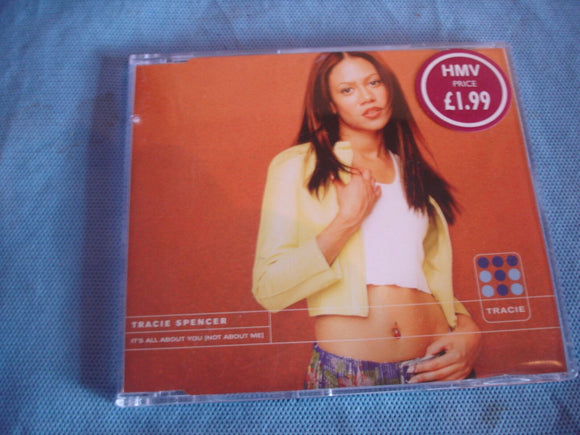 HMV
PRICE
£1.99
TRACIE
TRACIE SPENCER
IT'S ALL ABOUT YOU (NOT ABOUT ME)